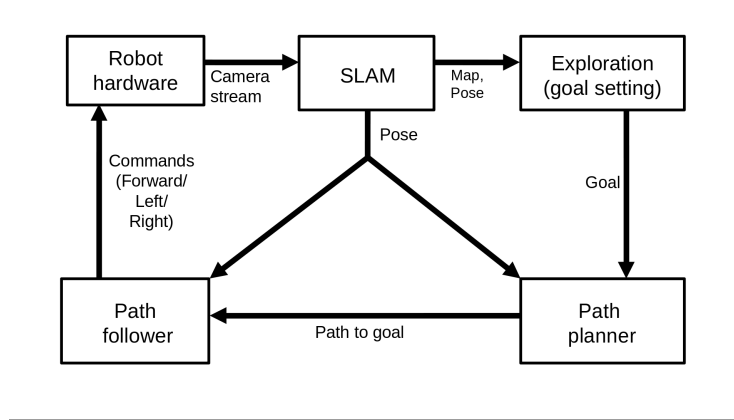 Robot
hardware
Camera
stream
SLAM
Map,
Pose
Exploration
(goal setting)
Pose
Commands
(Forward/
Left/
Right)
Goal
Path
follower
Path to goal
Path
planner